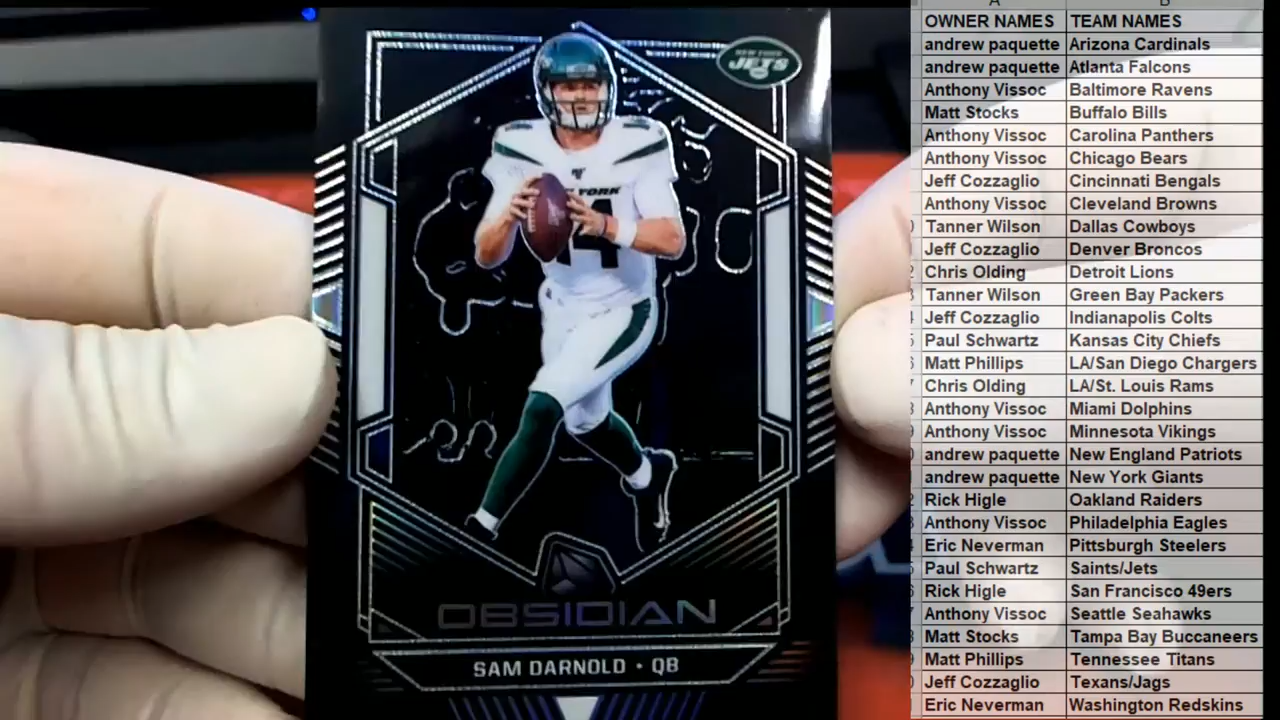 NEW YORK
JETS
YORK
14
OBSIDIAN
SAM DARNOLD • QB
A B
OWNER NAMES TEAM NAMES
andrew paquette Arizona Cardinals
andrew paquette Atlanta Falcons
Anthony Vissoc Baltimore Ravens
Matt Stocks Buffalo Bills
Anthony Vissoc Carolina Panthers
Anthony Vissoc Chicago Bears
Jeff Cozzaglio Cincinnati Bengals
Anthony Vissoc Cleveland Browns
Tanner Wilson Dallas Cowboys
Jeff Cozzaglio Denver Broncos
Chris Olding Detroit Lions
Tanner Wilson Green Bay Packers
Jeff Cozzaglio Indianapolis Colts
Paul Schwartz Kansas City Chiefs
Matt Phillips LA/San Diego Chargers
Chris Olding LA/St. Louis Rams
Anthony Vissoc Miami Dolphins
Anthony Vissoc Minnesota Vikings
andrew paquette New England Patriots
andrew paquette New York Giants
Rick Higle Oakland Raiders
Anthony Vissoc Philadelphia Eagles
Eric Neverman Pittsburgh Steelers
Paul Schwartz Saints/Jets
Rick Higle San Francisco 49ers
Anthony Vissoc Seattle Seahawks
Matt Stocks Tampa Bay Buccaneers
Matt Phillips Tennessee Titans
Jeff Cozzaglio Texans/Jags
Eric Neverman Washington Redskins